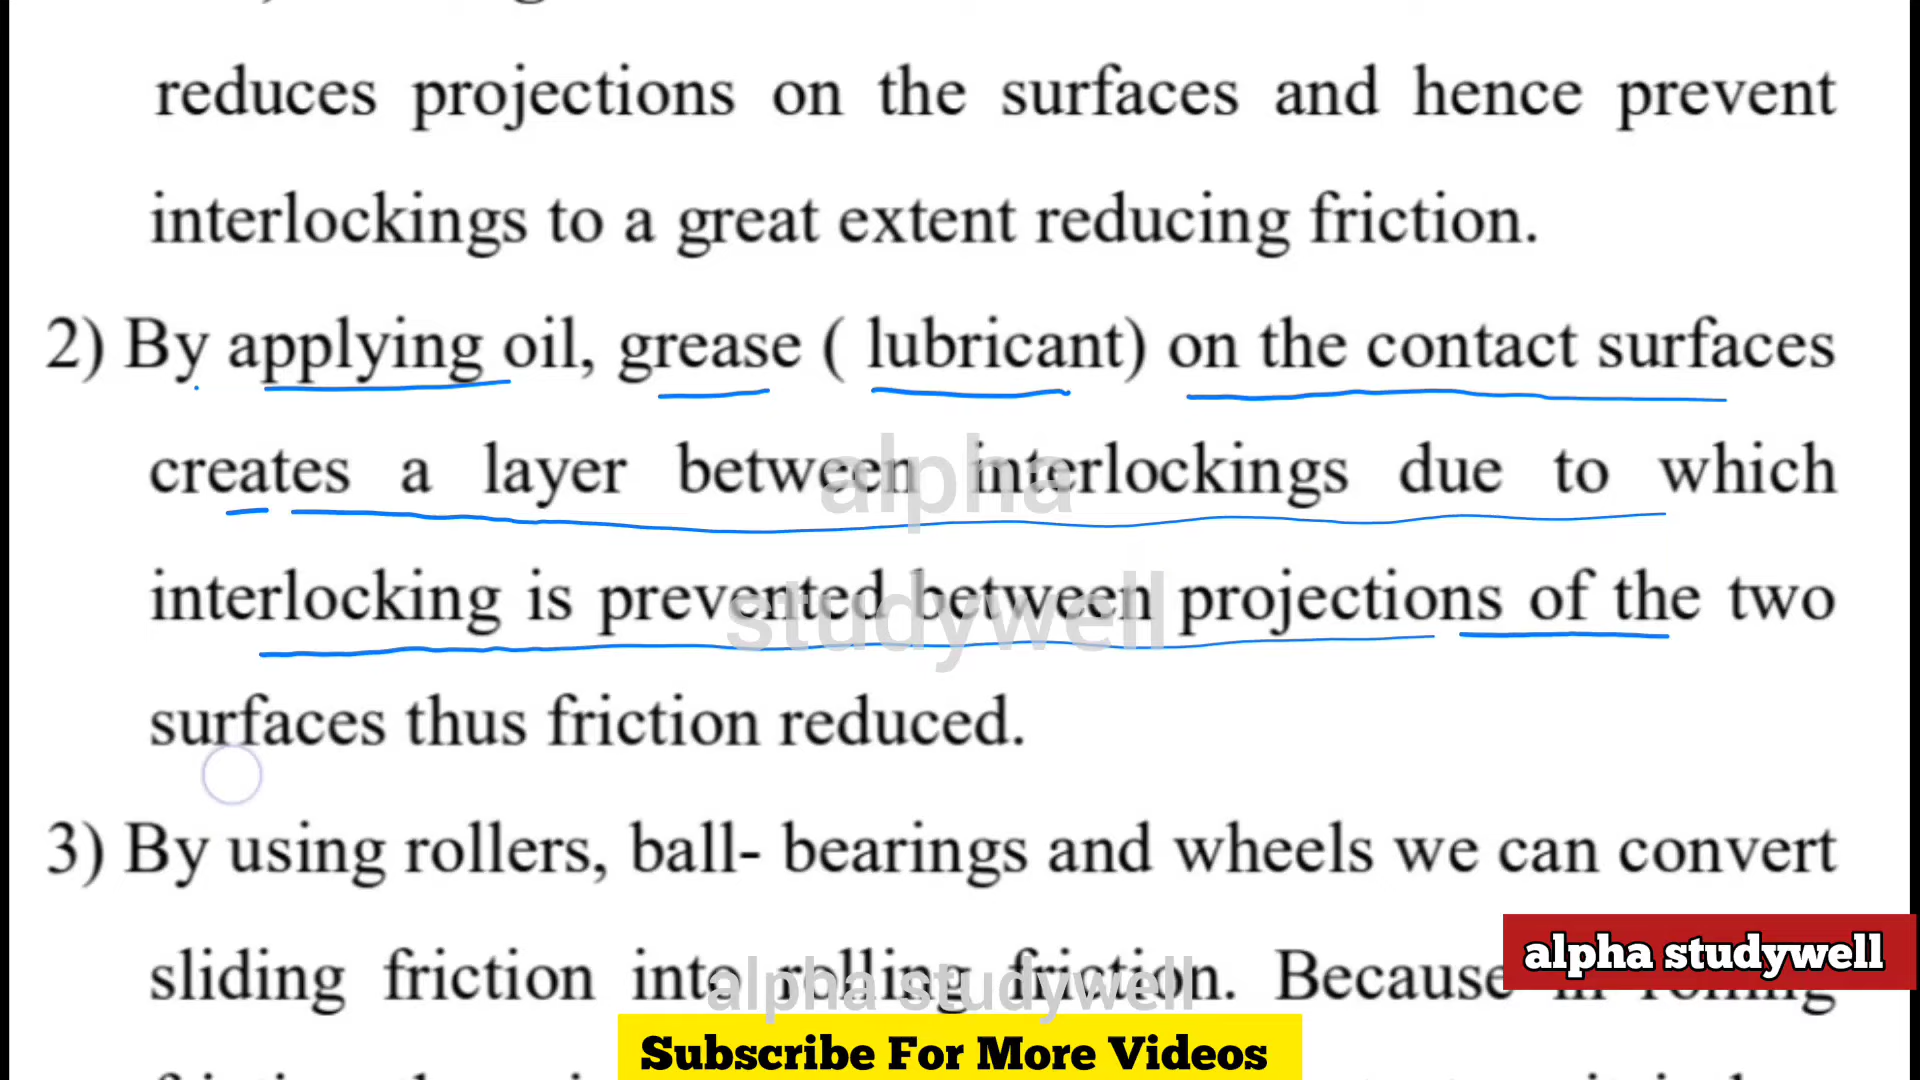 reduces projections on the surfaces and hence prevent
interlockings to a great extent reducing friction.
2) By applying oil, grease ( lubricant) on the contact surfaces
creates a layer between interlockings due to which
interlocking is prevented between projections of the two
surfaces thus friction reduced.
3) By using rollers, ball- bearings and wheels we can convert
sliding friction into rolling friction. Because in rolling
alpha
studywell
alpha studywell
alpha studywell
Subscribe For More Videos